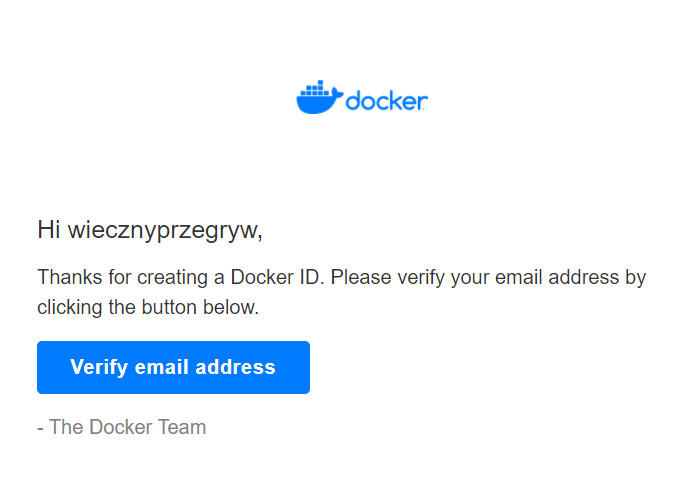 docker
Hi wiecznyprzegryw,
Thanks for creating a Docker ID. Please verify your email address by
clicking the button below.
Verify email address
- The Docker Team